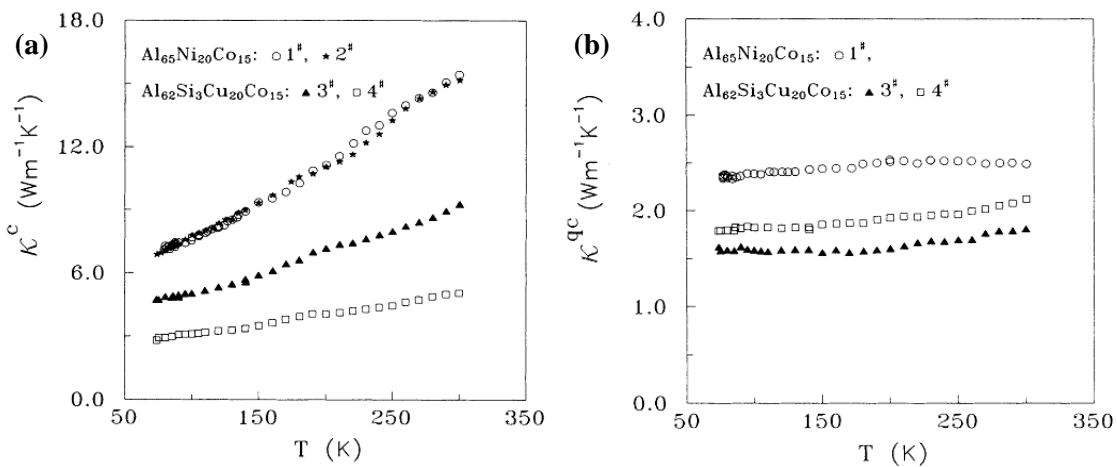 (a)
18.0
12.0
6.0
0.0
κᶜ (Wm⁻¹K⁻¹)
Al₆₅Ni₂₀Co₁₅: ○ 1♯, ★ 2♯
Al₆₂Si₃Cu₂₀Co₁₅: ▲ 3♯, □ 4♯
50 150 250 350
T (K)
(b)
4.0
3.0
2.0
1.0
0.0
κqc (Wm⁻¹K⁻¹)
Al₆₅Ni₂₀Co₁₅: ○ 1♯,
Al₆₂Si₃Cu₂₀Co₁₅: ▲ 3♯, □ 4♯
50 150 250 350
T (K)